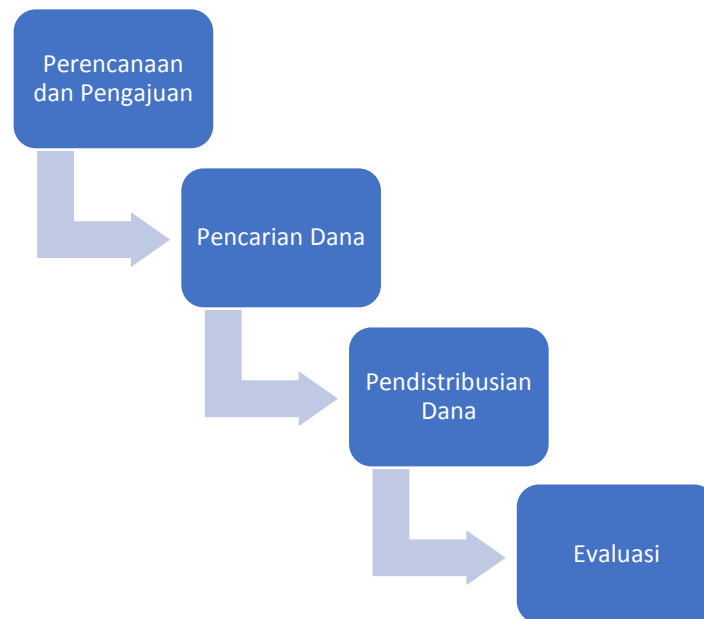 Perencanaan
dan Pengajuan
Pencarian Dana
Pendistribusian
Dana
Evaluasi